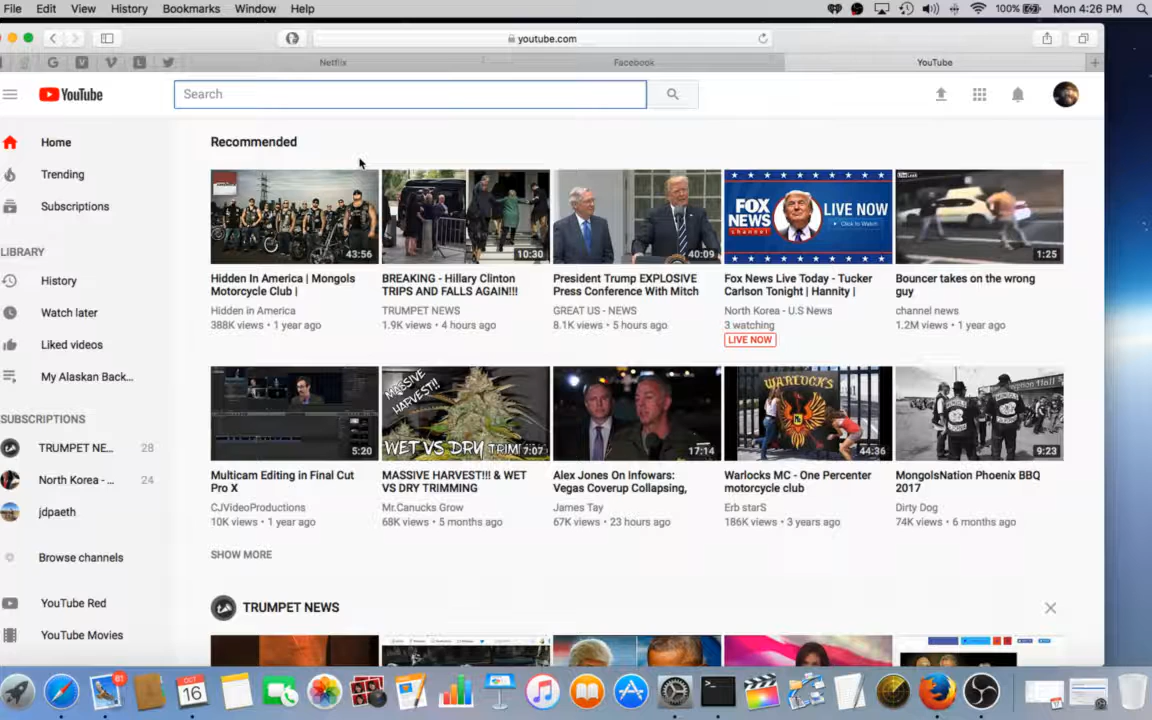 File Edit View History Bookmarks Window Help
100% Mon 4:26 PM
youtube.com
Netflix Facebook YouTube
YouTube
Search
Home
Trending
Subscriptions
LIBRARY
History
Watch later
Liked videos
My Alaskan Back...
SUBSCRIPTIONS
TRUMPET NE... 28
North Korea - ... 24
jdpaeth
Browse channels
YouTube Red
YouTube Movies
Recommended
43:56
Hidden In America | Mongols
Motorcycle Club |
Hidden in America
388K views • 1 year ago
10:30
BREAKING - Hillary Clinton
TRIPS AND FALLS AGAIN!!!
TRUMPET NEWS
1.9K views • 4 hours ago
40:09
President Trump EXPLOSIVE
Press Conference With Mitch
GREAT US - NEWS
8.1K views • 5 hours ago
FOX
NEWS
channel
LIVE NOW
Click to Watch
Fox News Live Today - Tucker
Carlson Tonight | Hannity |
North Korea - U.S News
3 watching
LIVE NOW
1:25
Bouncer takes on the wrong
guy
channel news
1.2M views • 1 year ago
5:20
Multicam Editing in Final Cut
Pro X
CJVideoProductions
10K views • 1 year ago
MASSIVE
HARVEST!!
WET VS DRY TRIM
7:07
MASSIVE HARVEST!!! & WET
VS DRY TRIMMING
Mr.Canucks Grow
68K views • 5 months ago
17:14
Alex Jones On Infowars:
Vegas Coverup Collapsing,
James Tay
67K views • 23 hours ago
WARLOCKS
44:36
Warlocks MC - One Percenter
motorcycle club
Erb starS
186K views • 3 years ago
MONGOLS
9:23
MongolsNation Phoenix BBQ
2017
Dirty Dog
74K views • 6 months ago
SHOW MORE
TRUMPET NEWS
61
OCT
16
17